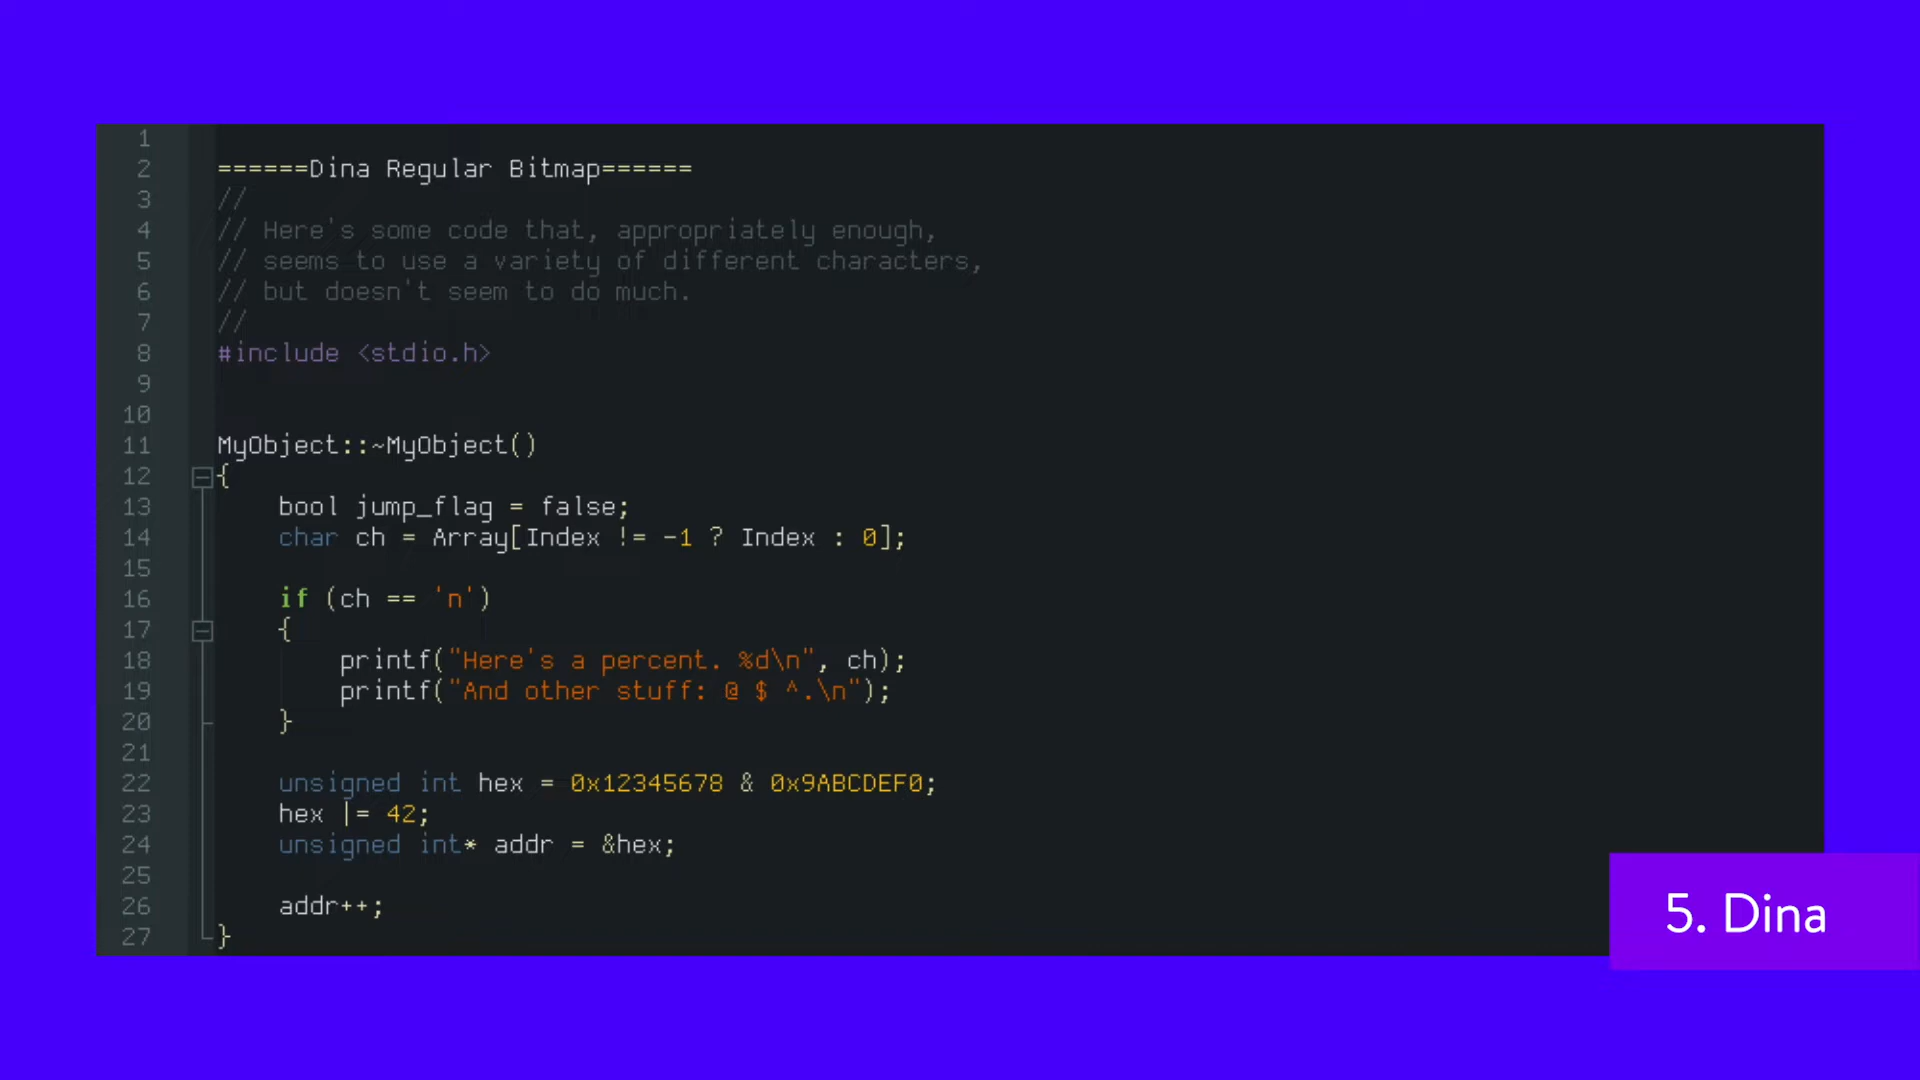 1
2 ======Dina Regular Bitmap======
3 //
4 // Here's some code that, appropriately enough,
5 // seems to use a variety of different characters,
6 // but doesn't seem to do much.
7 //
8 #include <stdio.h>
9
10
11 MyObject::~MyObject()
12 {
13     bool jump_flag = false;
14     char ch = Array[Index != -1 ? Index : 0];
15
16     if (ch == 'n')
17     {
18         printf("Here's a percent. %d\n", ch);
19         printf("And other stuff: @ $ ^.\n");
20     }
21
22     unsigned int hex = 0x12345678 & 0x9ABCDEF0;
23     hex |= 42;
24     unsigned int* addr = &hex;
25
26     addr++;
27 }
5. Dina